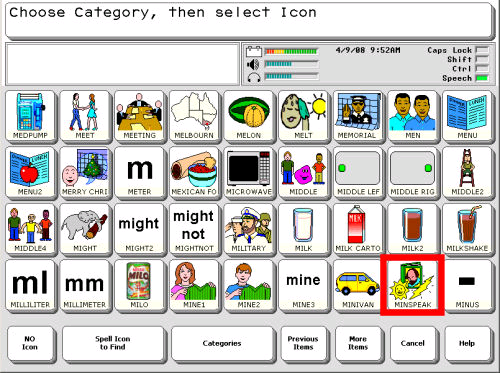 Choose Category, then select Icon
4/9/08 9:52AM
Caps Lock
Shift
Ctrl
Speech
MEDPUMP MEET MEETING MELBOURN MELON MELT MEMORIAL MEN MENU
MENU2 MERRY CHRI m METER MEXICAN FO MICROWAVE MIDDLE MIDDLE LEF MIDDLE RIG MIDDLE2
MIDDLE4 MIGHT might MIGHT2 might not MIGHTNOT MILITARY MILK MILK CARTO MILK2 MILKSHAKE
ml MILLILITER mm MILLIMETER MILO MINE1 MINE2 mine MINE3 MINIVAN MINSPEAK - MINUS
NO Icon
Spell Icon to Find
Categories
Previous Items
More Items
Cancel
Help